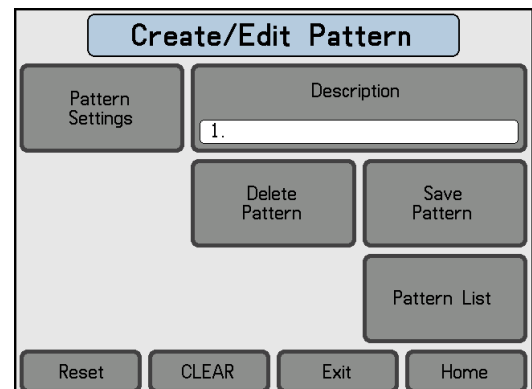 Create/Edit Pattern
Pattern
Settings
Description
1.
Delete
Pattern
Save
Pattern
Pattern List
Reset
CLEAR
Exit
Home